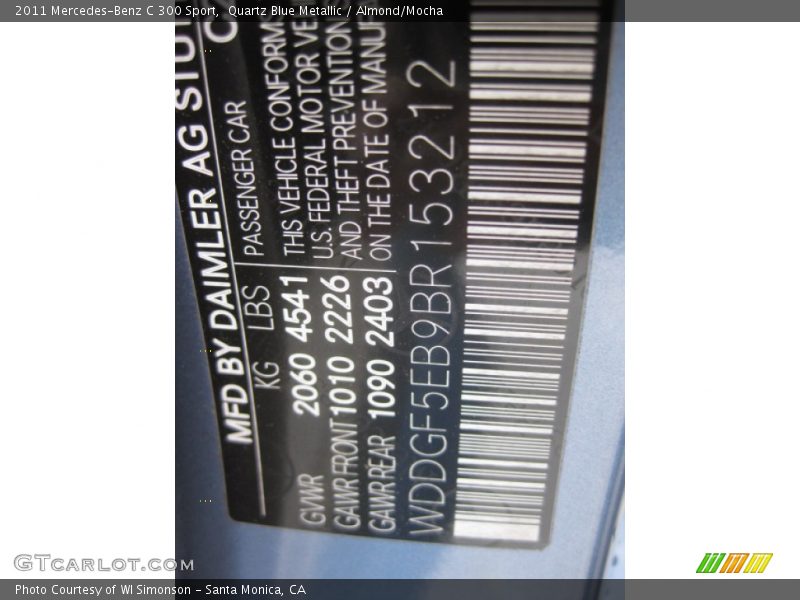 2011 Mercedes-Benz C 300 Sport,  Quartz Blue Metallic / Almond/Mocha
MFD BY DAIMLER AG
KG LBS
GVWR 2060 4541
GAWR FRONT 1010 2226
GAWR REAR 1090 2403
PASSENGER CAR
THIS VEHICLE CONFORMS
U.S. FEDERAL MOTOR
AND THEFT PREVENTION
ON THE DATE OF
WDDGF5EB9BR153212
GTCARLOT.COM
Photo Courtesy of WI Simonson - Santa Monica, CA